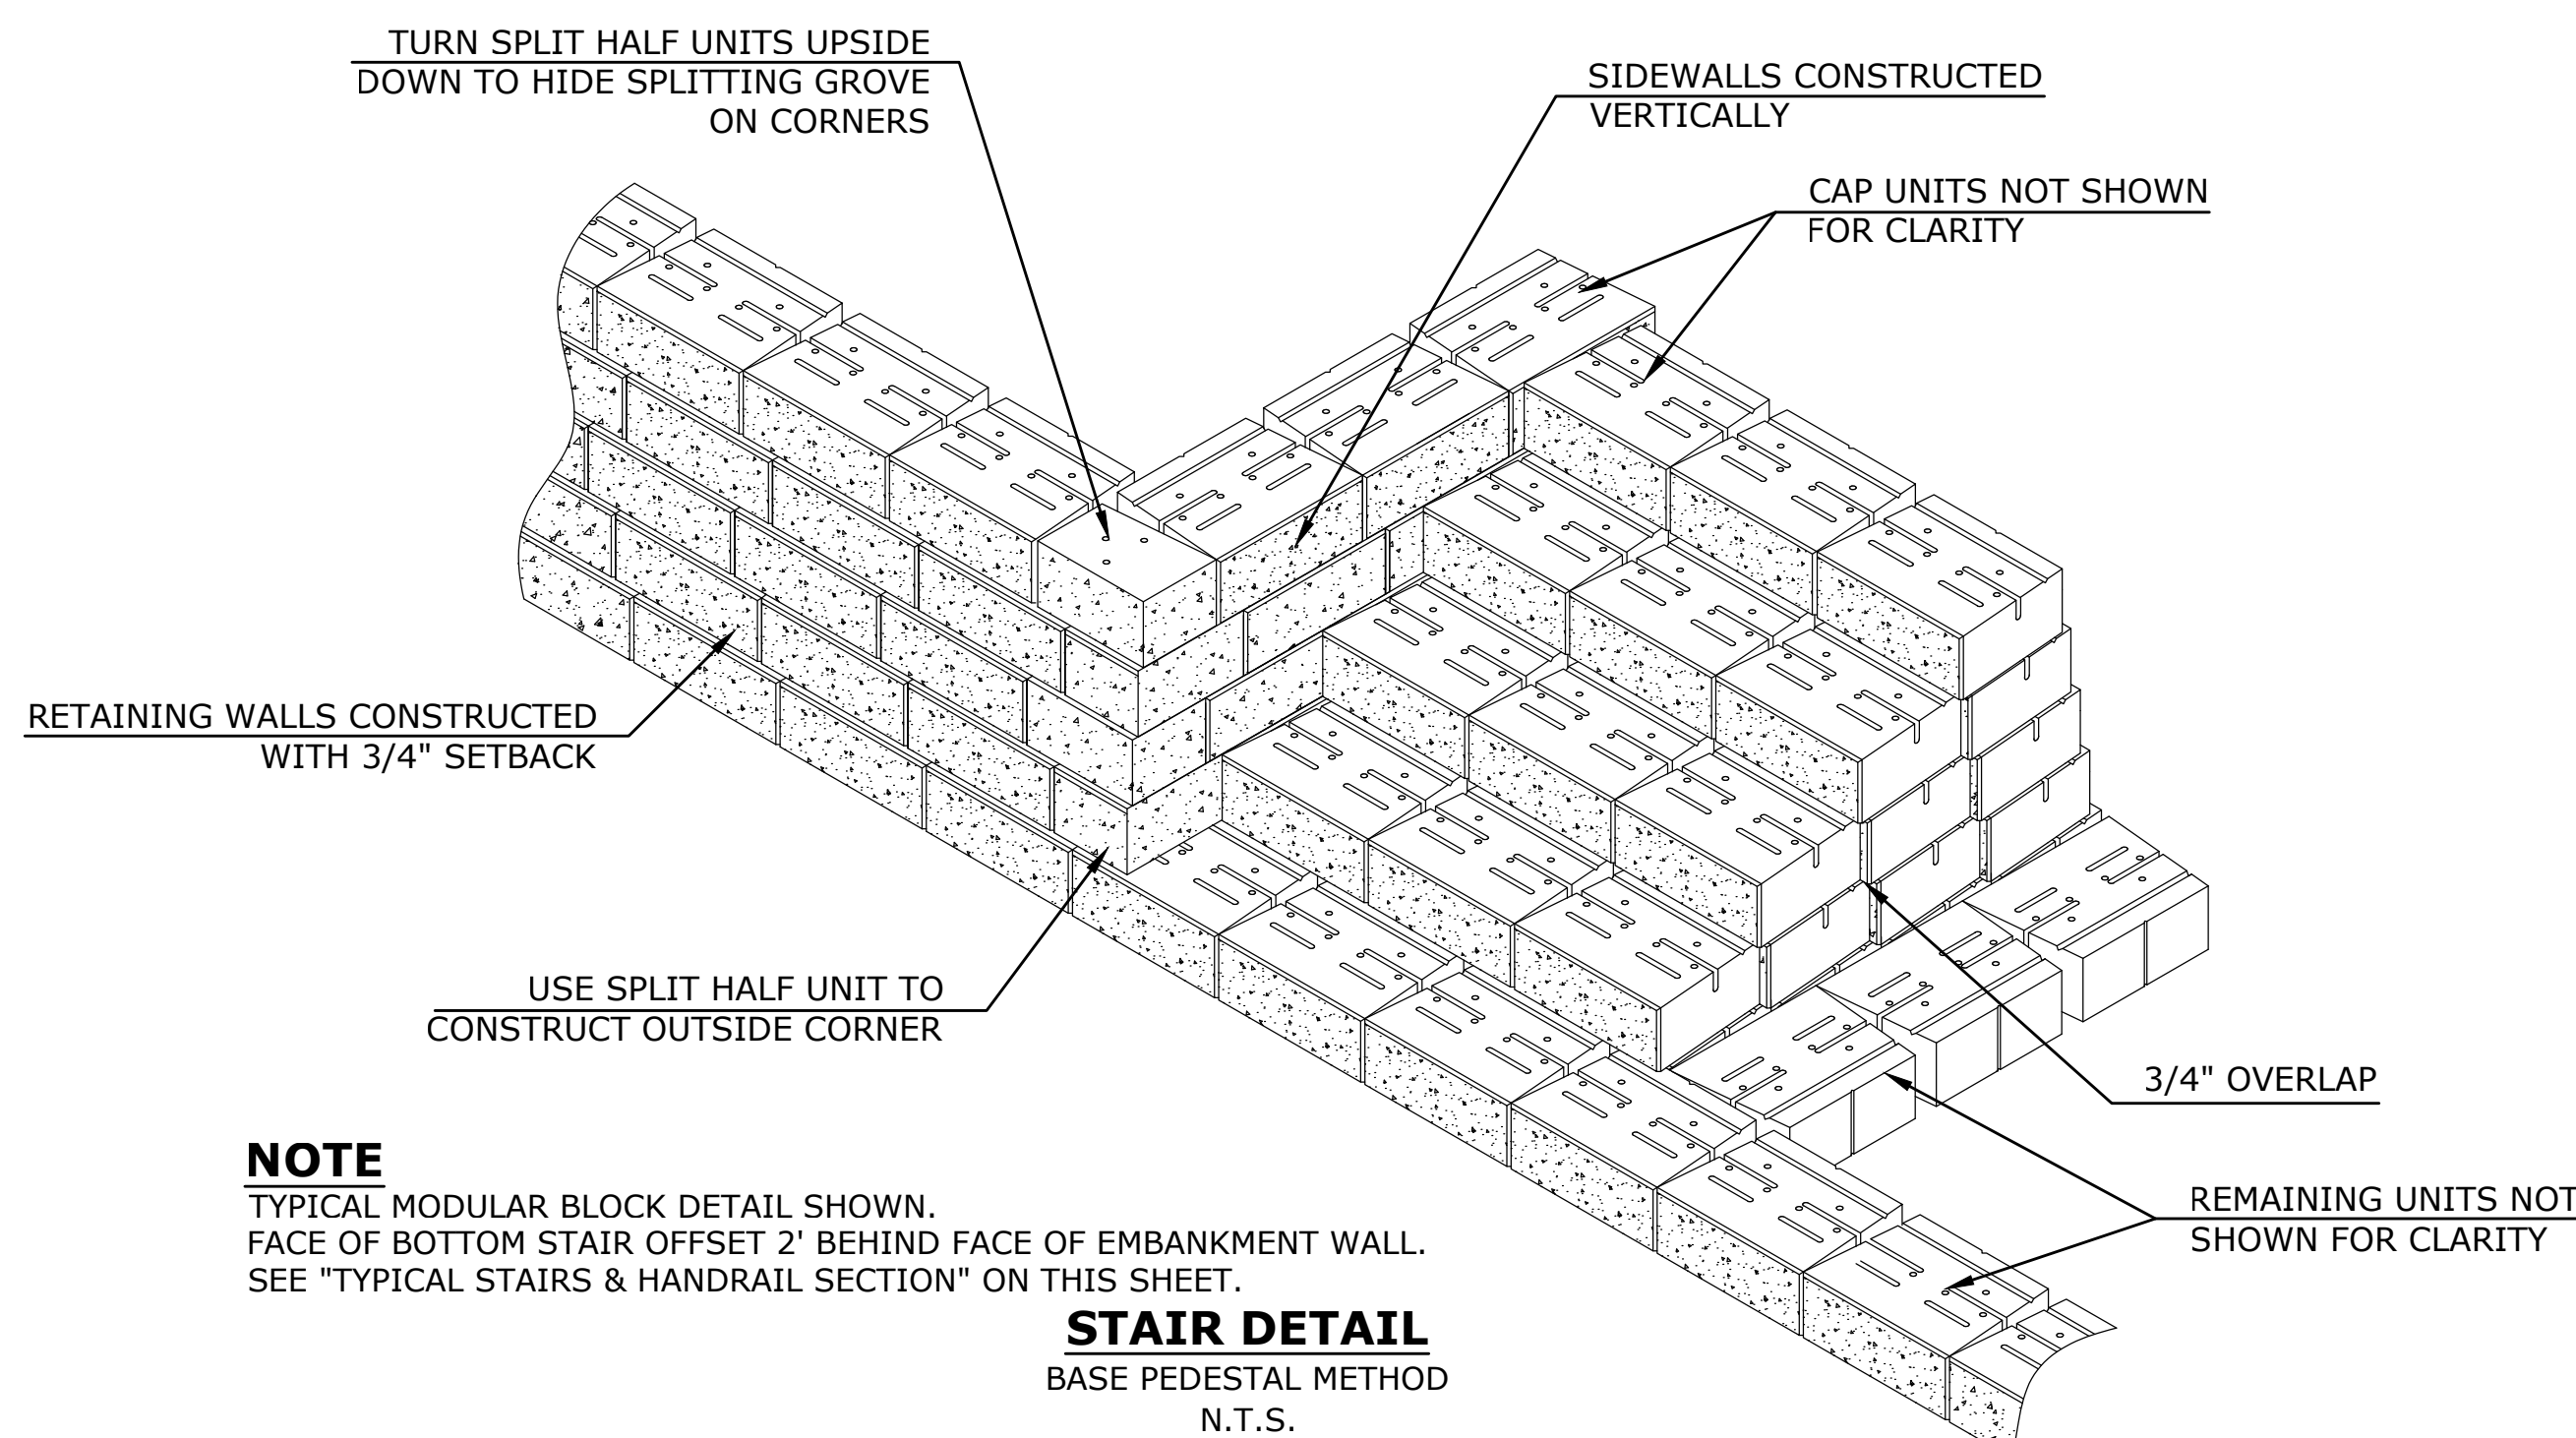 TURN SPLIT HALF UNITS UPSIDE
DOWN TO HIDE SPLITTING GROVE
ON CORNERS
SIDEWALLS CONSTRUCTED
VERTICALLY
CAP UNITS NOT SHOWN
FOR CLARITY
RETAINING WALLS CONSTRUCTED
WITH 3/4" SETBACK
USE SPLIT HALF UNIT TO
CONSTRUCT OUTSIDE CORNER
3/4" OVERLAP
REMAINING UNITS NOT
SHOWN FOR CLARITY
NOTE
TYPICAL MODULAR BLOCK DETAIL SHOWN.
FACE OF BOTTOM STAIR OFFSET 2' BEHIND FACE OF EMBANKMENT WALL.
SEE "TYPICAL STAIRS & HANDRAIL SECTION" ON THIS SHEET.
STAIR DETAIL
BASE PEDESTAL METHOD
N.T.S.